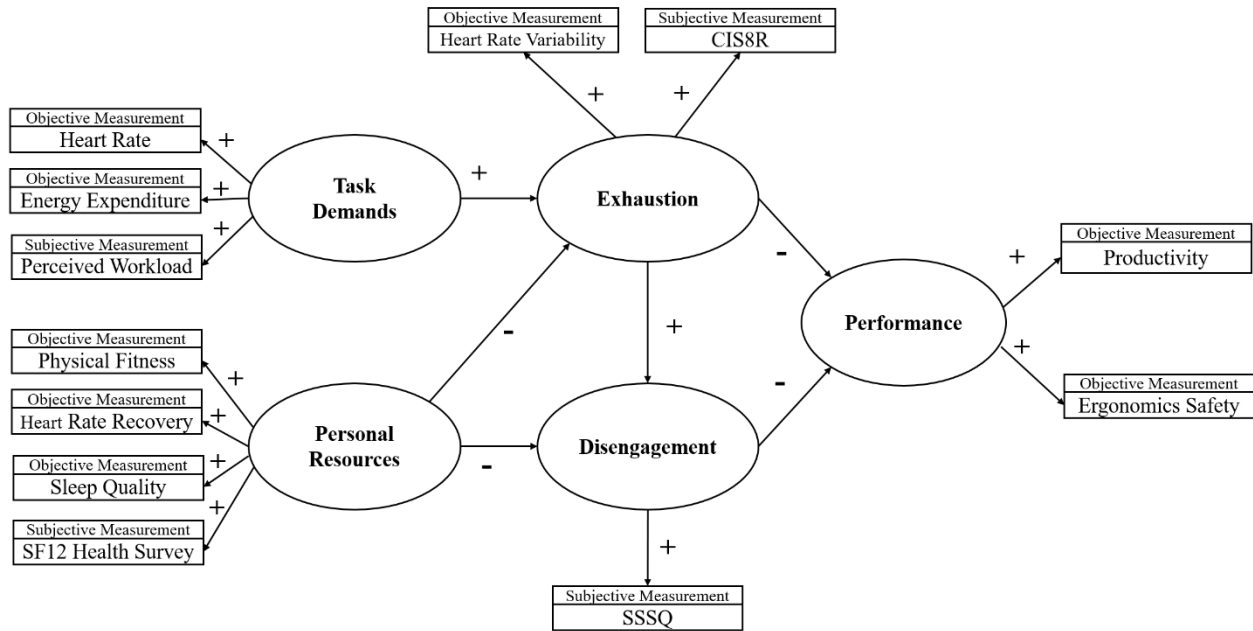 Objective Measurement
Heart Rate Variability
Subjective Measurement
CIS8R
+
+
Objective Measurement
Heart Rate
+
Objective Measurement
Energy Expenditure
+
Subjective Measurement
Perceived Workload
+
Task
Demands
+
Exhaustion
-
Objective Measurement
Productivity
+
Performance
+
Objective Measurement
Ergonomics Safety
-
+
-
Objective Measurement
Physical Fitness
+
Objective Measurement
Heart Rate Recovery
+
Objective Measurement
Sleep Quality
+
Subjective Measurement
SF12 Health Survey
+
Personal
Resources
-
Disengagement
+
Subjective Measurement
SSSQ